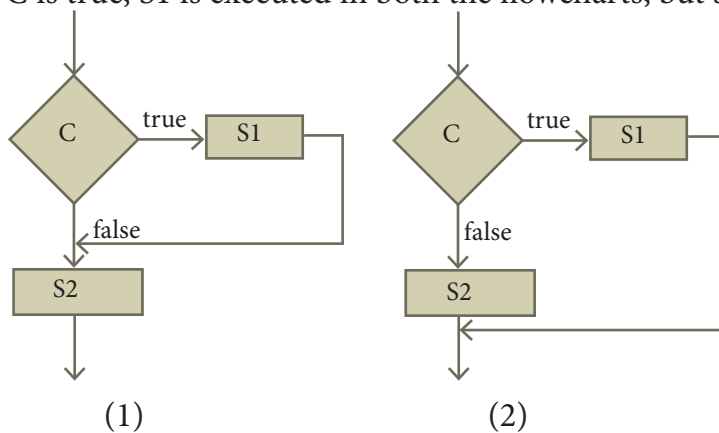 C is true, S1 is executed in both the flowcharts, but
C
true
S1
false
S2
(1)
C
true
S1
false
S2
(2)